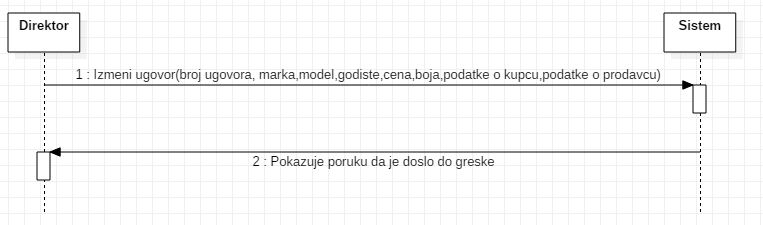 Direktor
Sistem
1 : Izmeni ugovor(broj ugovora, marka,model,godiste,cena,boja,podatke o kupcu,podatke o prodavcu)
2 : Pokazuje poruku da je doslo do greske